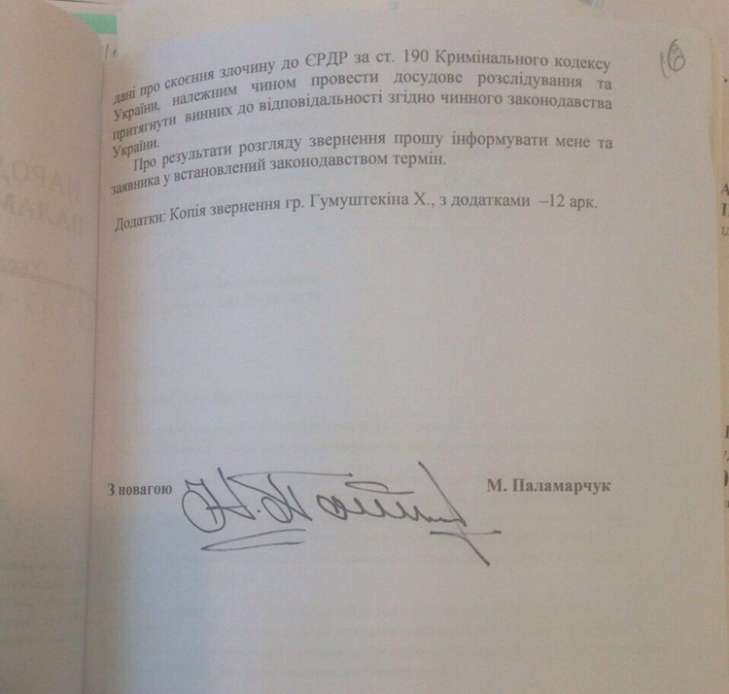 16
дані про скоєння злочину до ЄРДР за ст. 190 Кримінального кодексу
України, належним чином провести досудове розслідування та
притягнути винних до відповідальності згідно чинного законодавства
України.
Про результати розгляду звернення прошу інформувати мене та
заявника у встановлений законодавством термін.
Додатки: Копія звернення гр. Гумуштекіна Х., з додатками –12 арк.
З повагою
М. Паламарчук